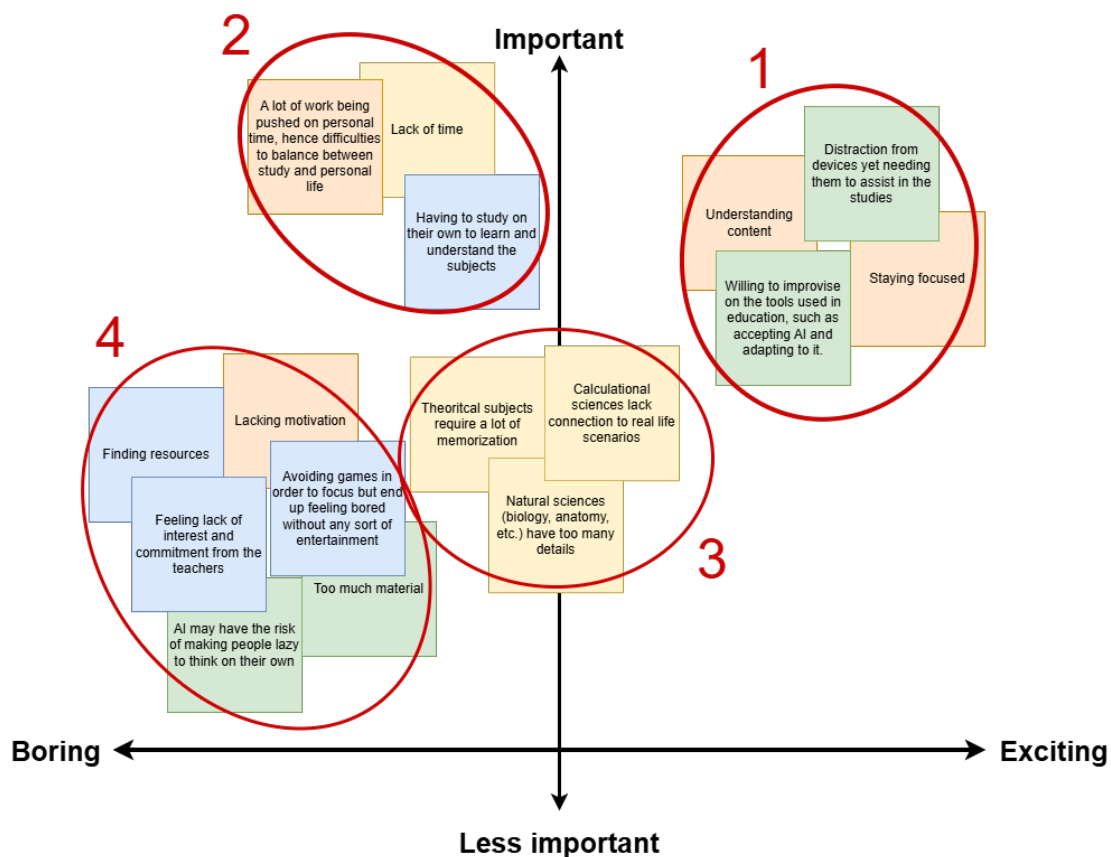 Important
2
1
A lot of work being
pushed on personal
time, hence difficulties
to balance between
study and personal
life
Lack of time
Having to study on
their own to learn and
understand the
subjects
Distraction from
devices yet needing
them to assist in the
studies
Understanding
content
Staying focused
Willing to improvise
on the tools used in
education, such as
accepting AI and
adapting to it.
4
Lacking motivation
Finding resources
Avoiding games in
order to focus but end
up feeling bored
without any sort of
entertainment
Feeling lack of
interest and
commitment from the
teachers
Too much material
AI may have the risk
of making people lazy
to think on their own
Theoritcal subjects
require a lot of
memorization
Calculational
sciences lack
connection to real life
scenarios
Natural sciences
(biology, anatomy,
etc.) have too many
details
3
Boring
Exciting
Less important